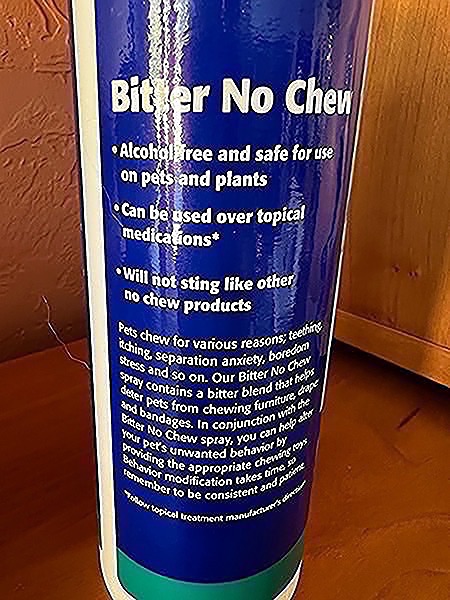 Bitter No Chew
• Alcohol free and safe for use
on pets and plants
• Can be used over topical
medications*
• Will not sting like other
no chew products
Pets chew for various reasons; teething,
itching, separation anxiety, boredom
stress and so on. Our Bitter No Chew
spray contains a bitter blend that helps
deter pets from chewing furniture, drape
and bandages. In conjunction with the
Bitter No Chew spray, you can help alter
your pet's unwanted behavior by
providing the appropriate chewing toys.
Behavior modification takes time, so
remember to be consistent and patient.
*Follow topical treatment manufacturer's direction